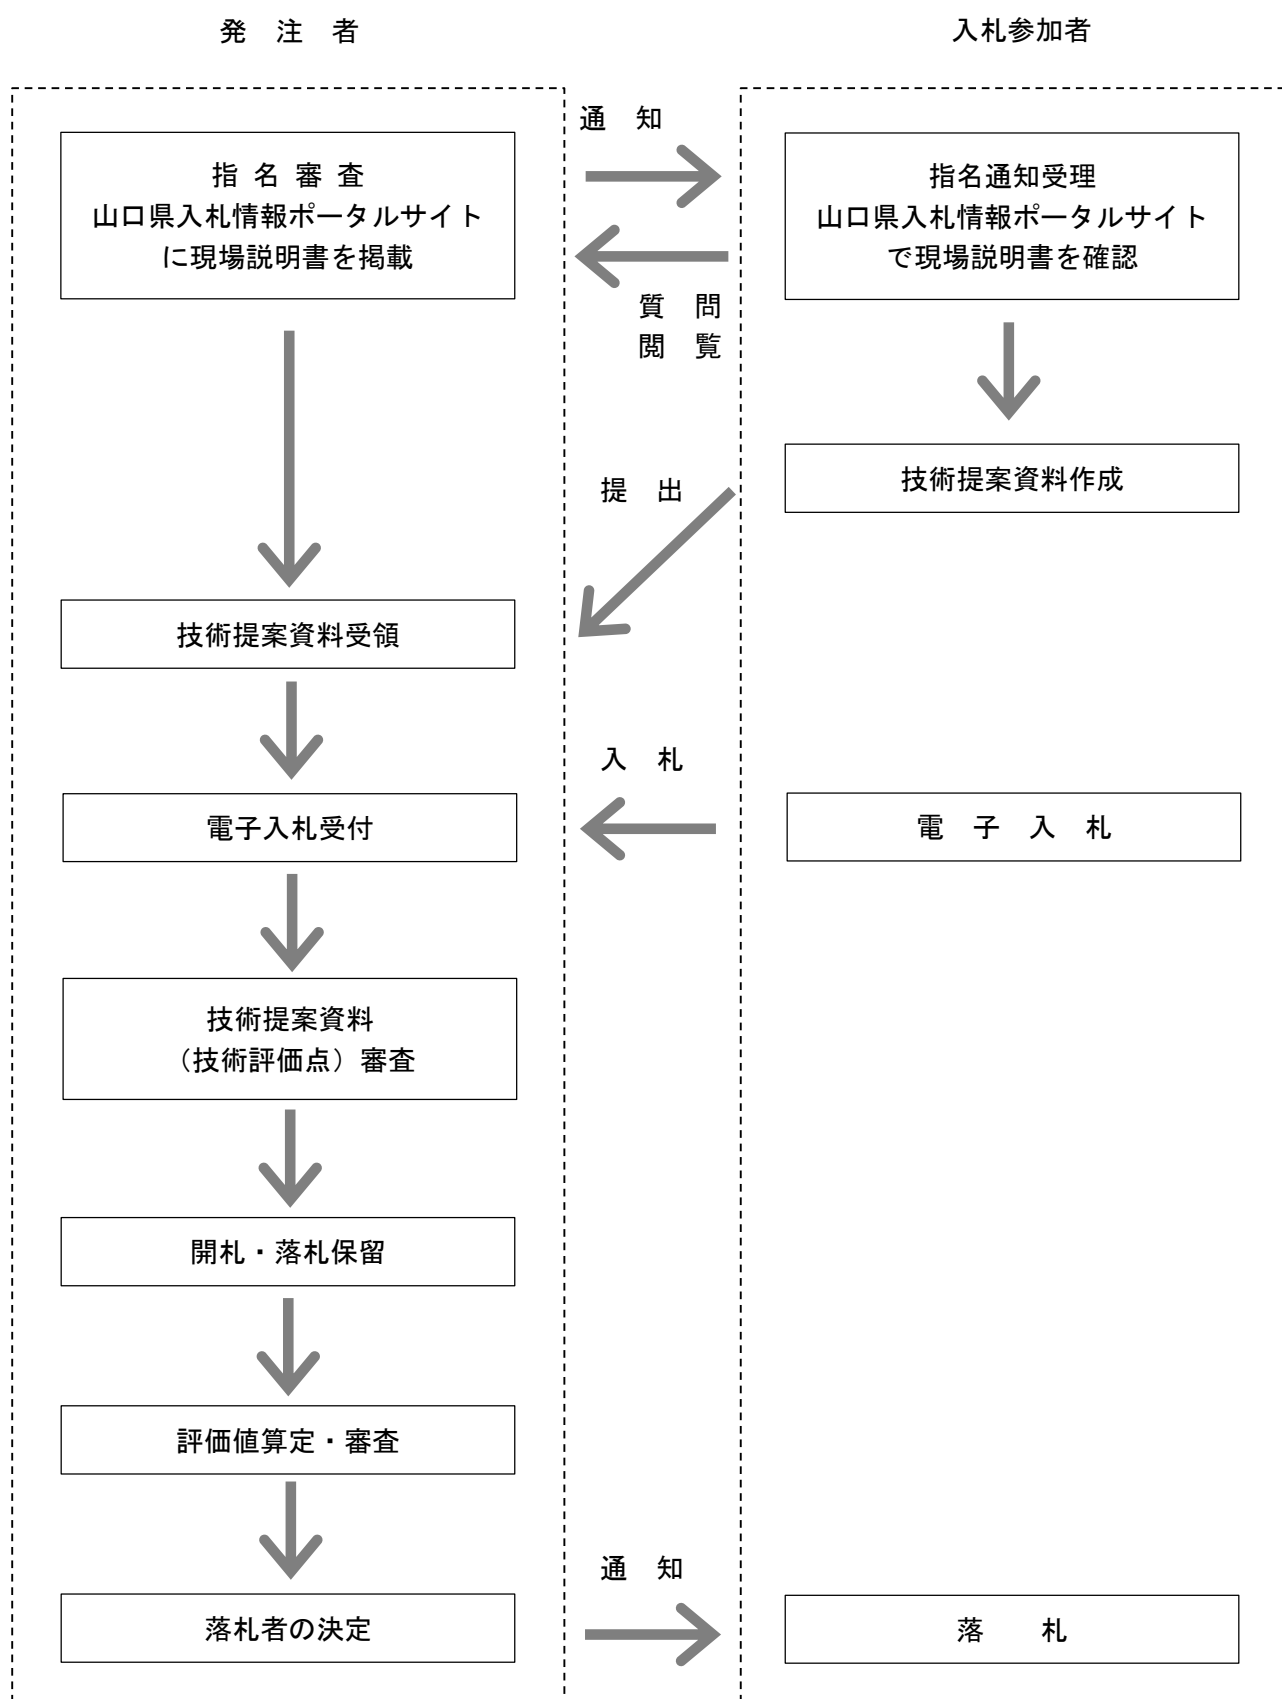 発　注　者
入札参加者
通　知
指 名 審 査
山口県入札情報ポータルサイト
に現場説明書を掲載
指名通知受理
山口県入札情報ポータルサイト
で現場説明書を確認
質　問
閲　覧
技術提案資料作成
提　出
技術提案資料受領
入　札
電子入札受付
電　子　入　札
技術提案資料
（技術評価点）審査
開札・落札保留
評価値算定・審査
通　知
落札者の決定
落　　札